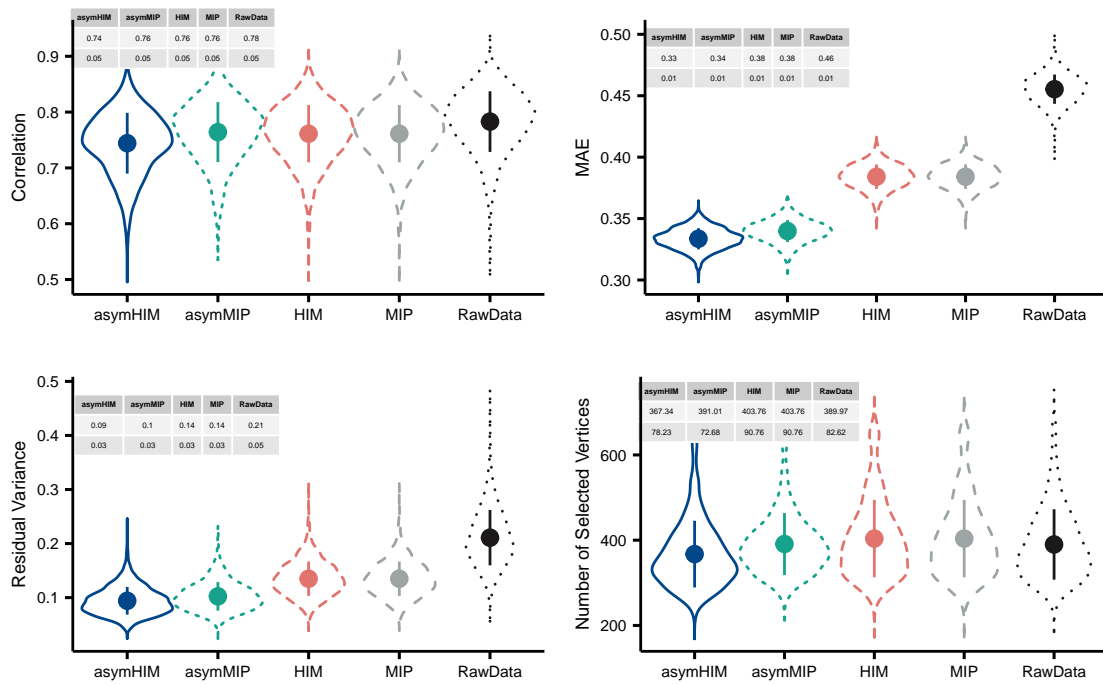 asymHIM asymMIP HIM MIP RawData
0.74 0.76 0.76 0.76 0.78
0.05 0.05 0.05 0.05 0.05
Correlation
0.9
0.8
0.7
0.6
0.5
asymHIM asymMIP HIM MIP RawData
asymHIM asymMIP HIM MIP RawData
0.33 0.34 0.38 0.38 0.46
0.01 0.01 0.01 0.01 0.01
MAE
0.50
0.45
0.40
0.35
0.30
asymHIM asymMIP HIM MIP RawData
asymHIM asymMIP HIM MIP RawData
0.09 0.1 0.14 0.14 0.21
0.03 0.03 0.03 0.03 0.05
Residual Variance
0.5
0.4
0.3
0.2
0.1
asymHIM asymMIP HIM MIP RawData
asymHIM asymMIP HIM MIP RawData
367.34 391.01 403.76 403.76 389.97
78.23 72.68 90.76 90.76 82.62
Number of Selected Vertices
600
400
200
asymHIM asymMIP HIM MIP RawData